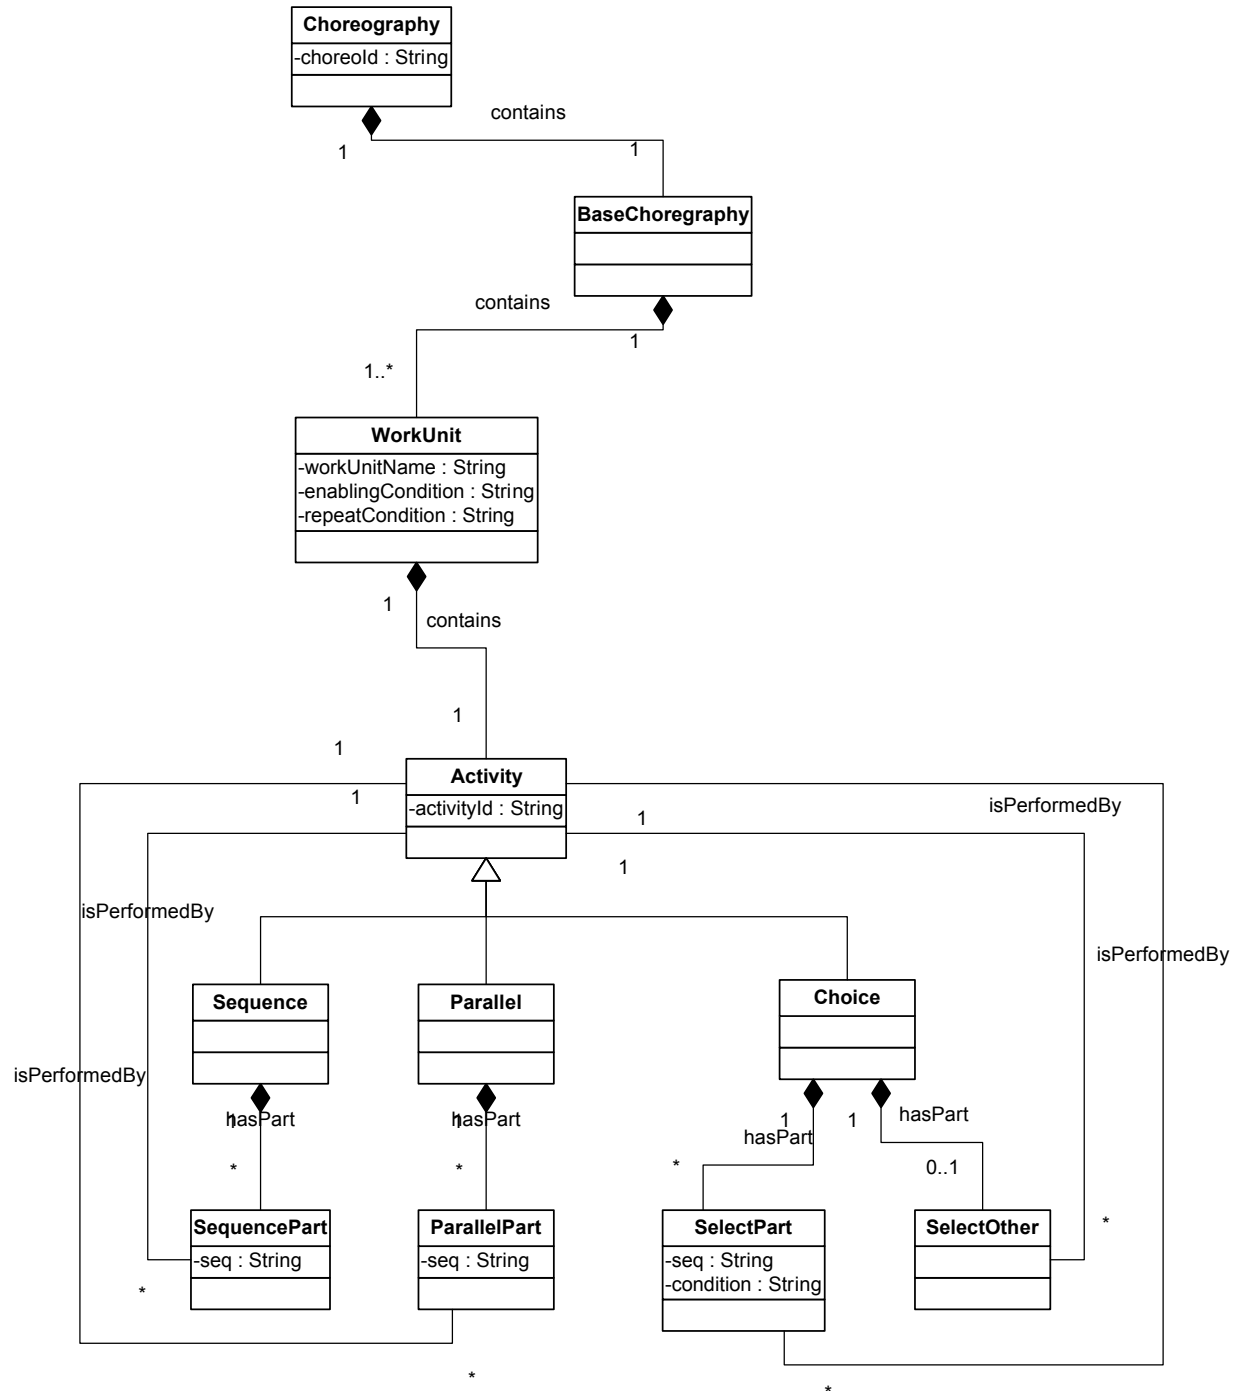 Choreography
-choreoId : String
contains
1
1
BaseChoregraphy
contains
1
1..*
WorkUnit
-workUnitName : String
-enablingCondition : String
-repeatCondition : String
1
contains
1
1
Activity
1
-activityId : String
isPerformedBy
1
1
isPerformedBy
isPerformedBy
Sequence
Parallel
Choice
isPerformedBy
1
hasPart
1
hasPart
1
hasPart
1
hasPart
*
*
*
0..1
SequencePart
-seq : String
ParallelPart
-seq : String
SelectPart
-seq : String
-condition : String
SelectOther
*
*
*
*